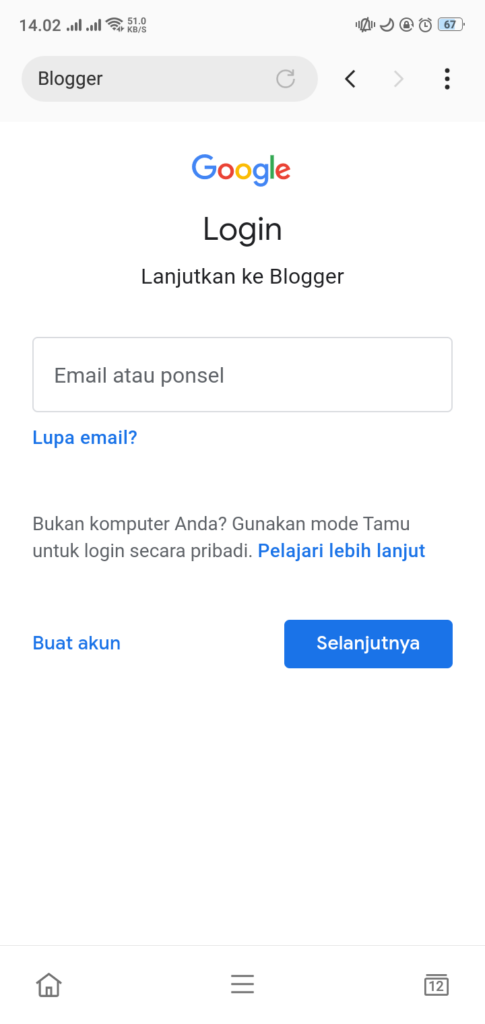 14.02 51.0 KB/S 67
Blogger
Google
Login
Lanjutkan ke Blogger
Email atau ponsel
Lupa email?
Bukan komputer Anda? Gunakan mode Tamu
untuk login secara pribadi. Pelajari lebih lanjut
Buat akun Selanjutnya
12